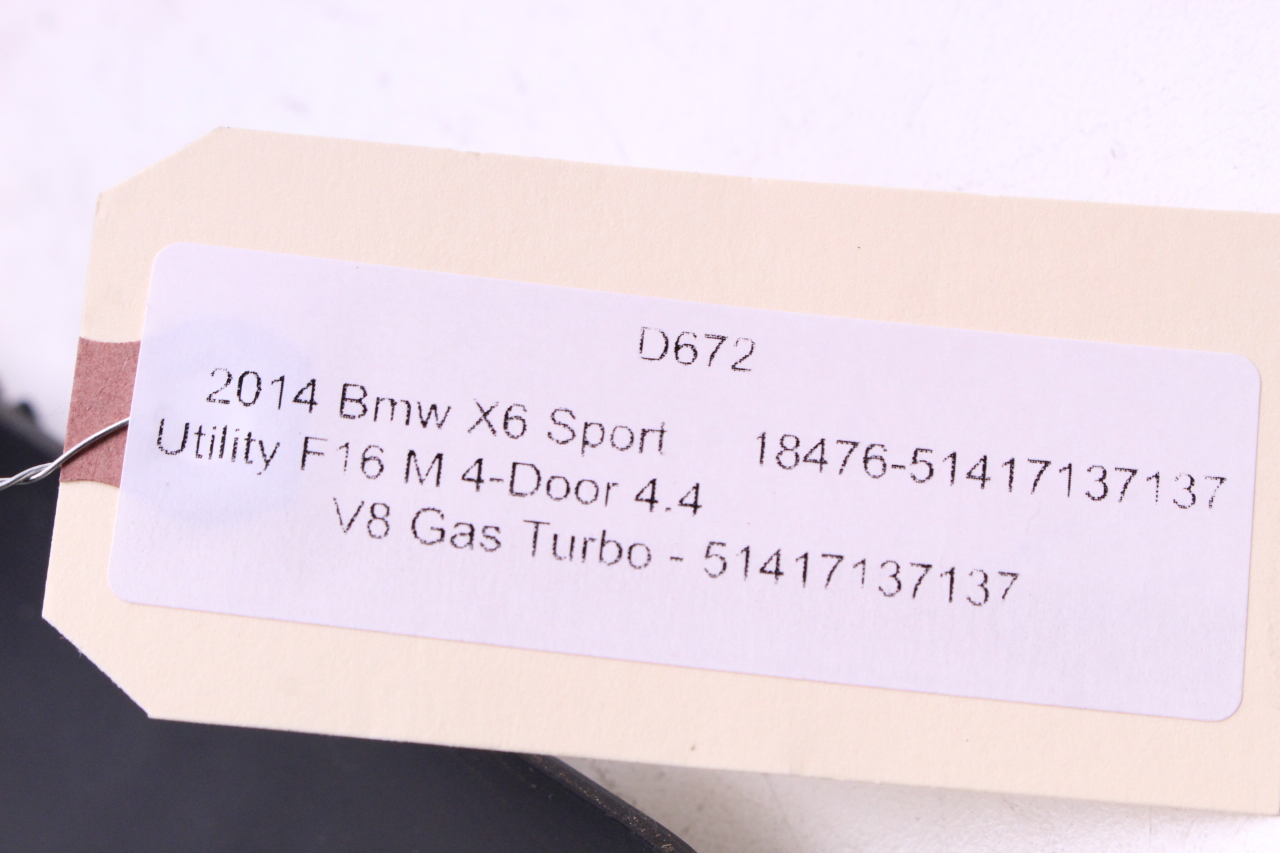 D672
2014 Bmw X6 Sport 18476-51417137137
Utility F16 M 4-Door 4.4
V8 Gas Turbo - 51417137137